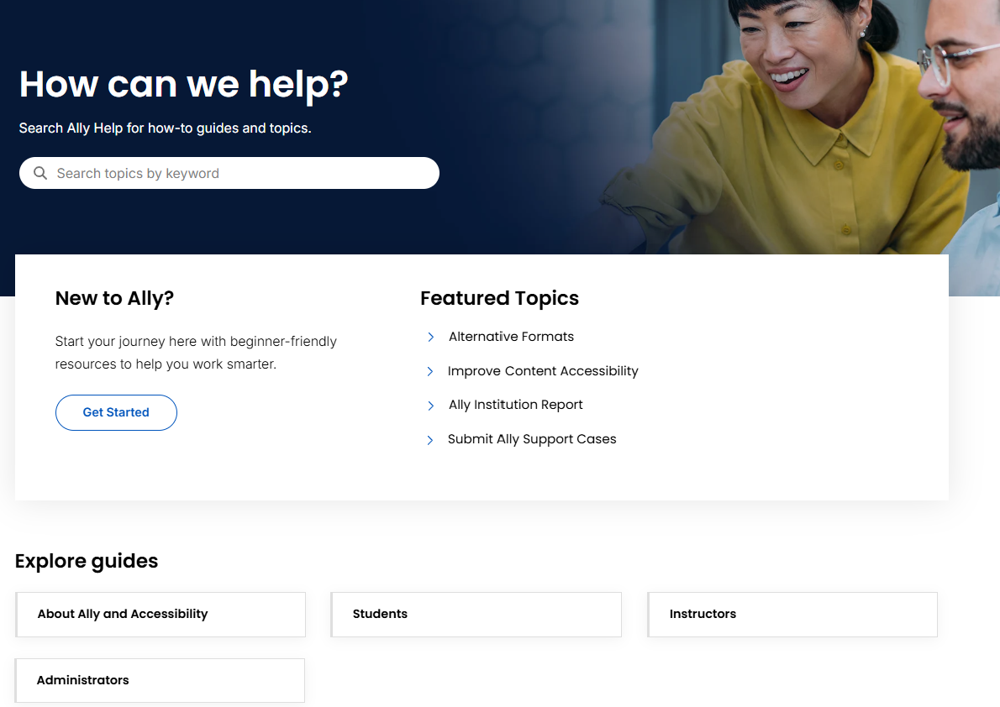 How can we help?
Search Ally Help for how-to guides and topics.
Search topics by keyword
New to Ally?
Start your journey here with beginner-friendly
resources to help you work smarter.
Get Started
Featured Topics
Alternative Formats
Improve Content Accessibility
Ally Institution Report
Submit Ally Support Cases
Explore guides
About Ally and Accessibility
Students
Instructors
Administrators